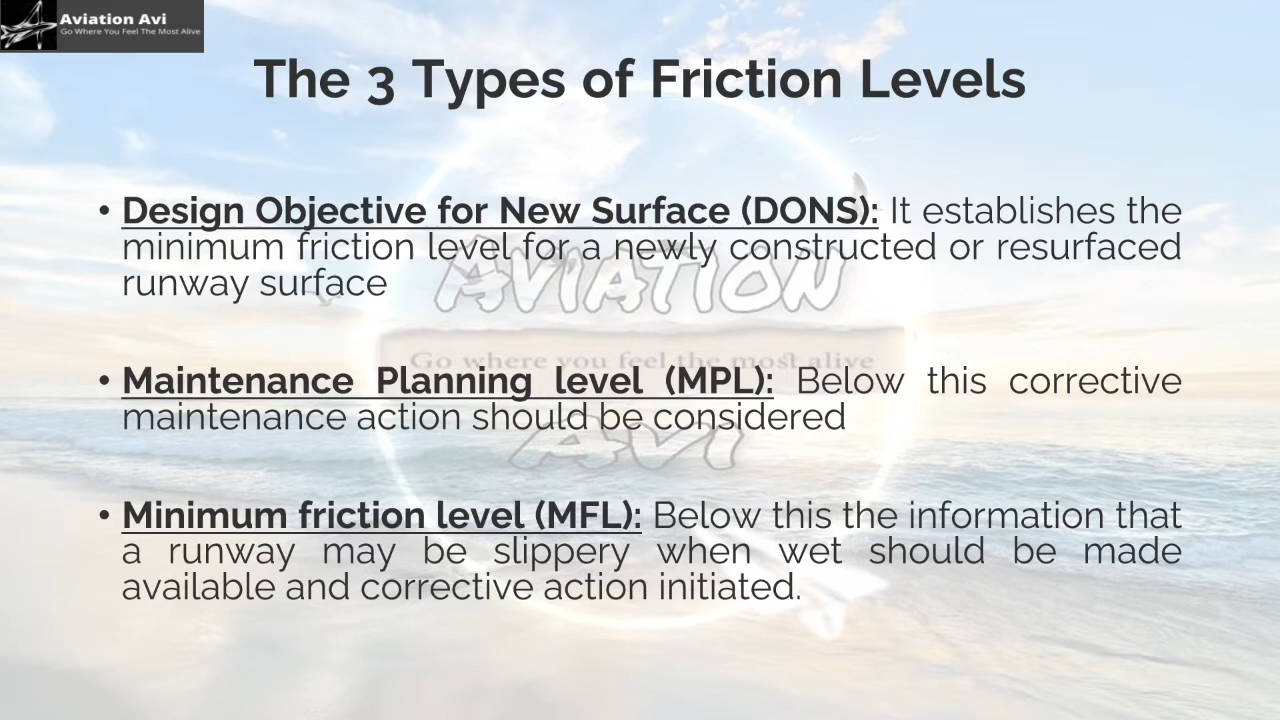 Aviation Avi
Go Where You Feel The Most Alive
The 3 Types of Friction Levels
• Design Objective for New Surface (DONS): It establishes the
minimum friction level for a newly constructed or resurfaced
runway surface
AVIATION
Go where you feel the most alive
• Maintenance Planning level (MPL): Below this corrective
maintenance action should be considered
AVI
• Minimum friction level (MFL): Below this the information that
a runway may be slippery when wet should be made
available and corrective action initiated.